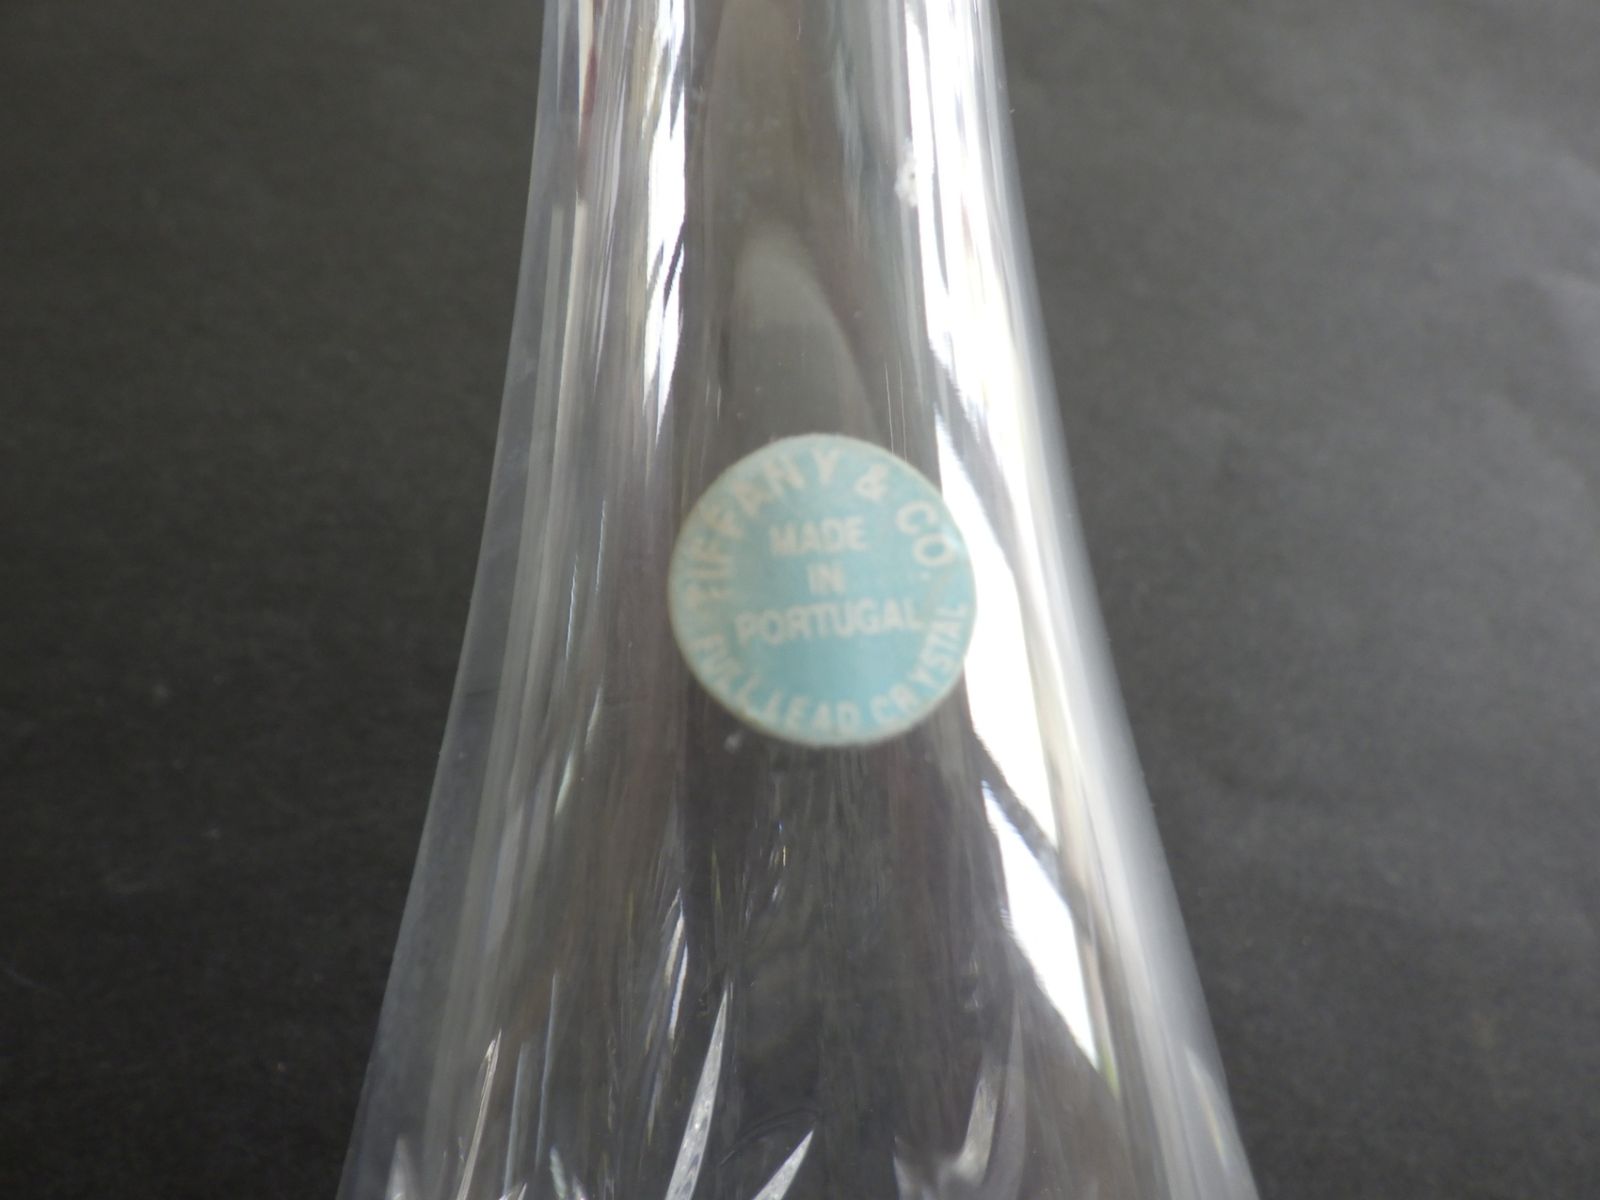 TIFFANY & CO.
MADE
IN
PORTUGAL
FULL LEAD CRYSTAL